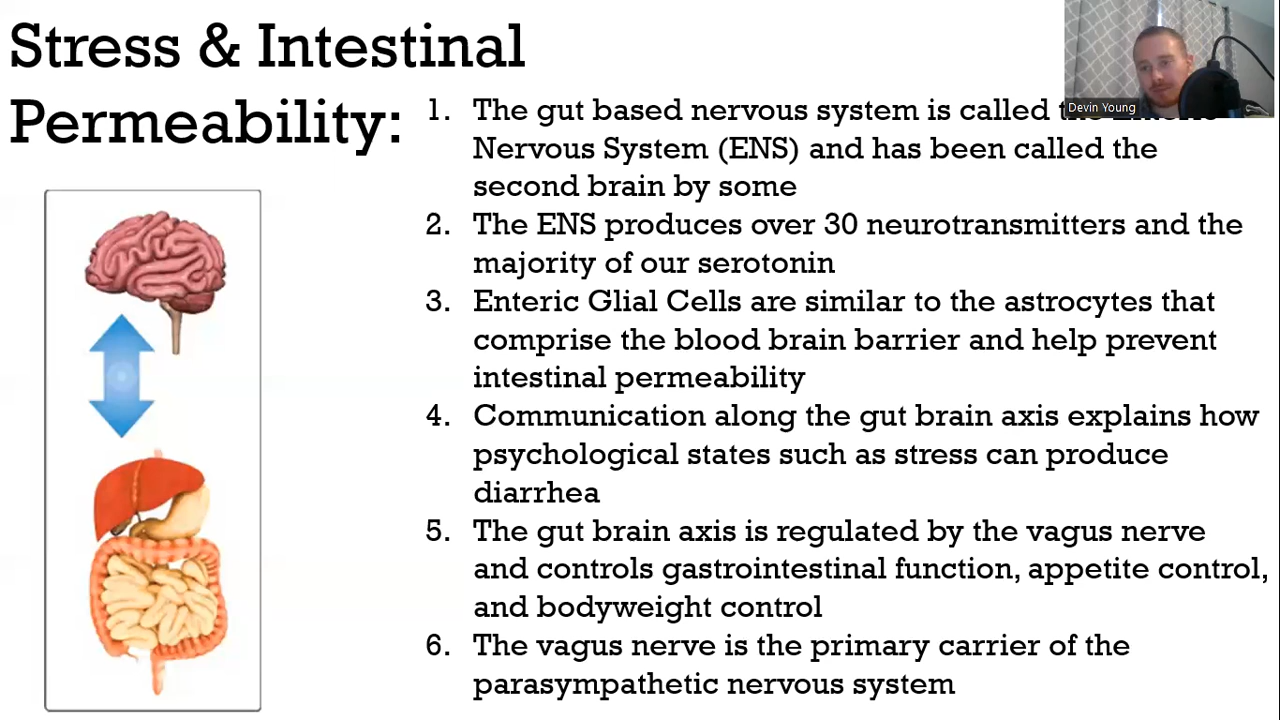 Stress & Intestinal
Permeability:
Devin Young
1. The gut based nervous system is called
Nervous System (ENS) and has been called the
second brain by some
2. The ENS produces over 30 neurotransmitters and the
majority of our serotonin
3. Enteric Glial Cells are similar to the astrocytes that
comprise the blood brain barrier and help prevent
intestinal permeability
4. Communication along the gut brain axis explains how
psychological states such as stress can produce
diarrhea
5. The gut brain axis is regulated by the vagus nerve
and controls gastrointestinal function, appetite control,
and bodyweight control
6. The vagus nerve is the primary carrier of the
parasympathetic nervous system